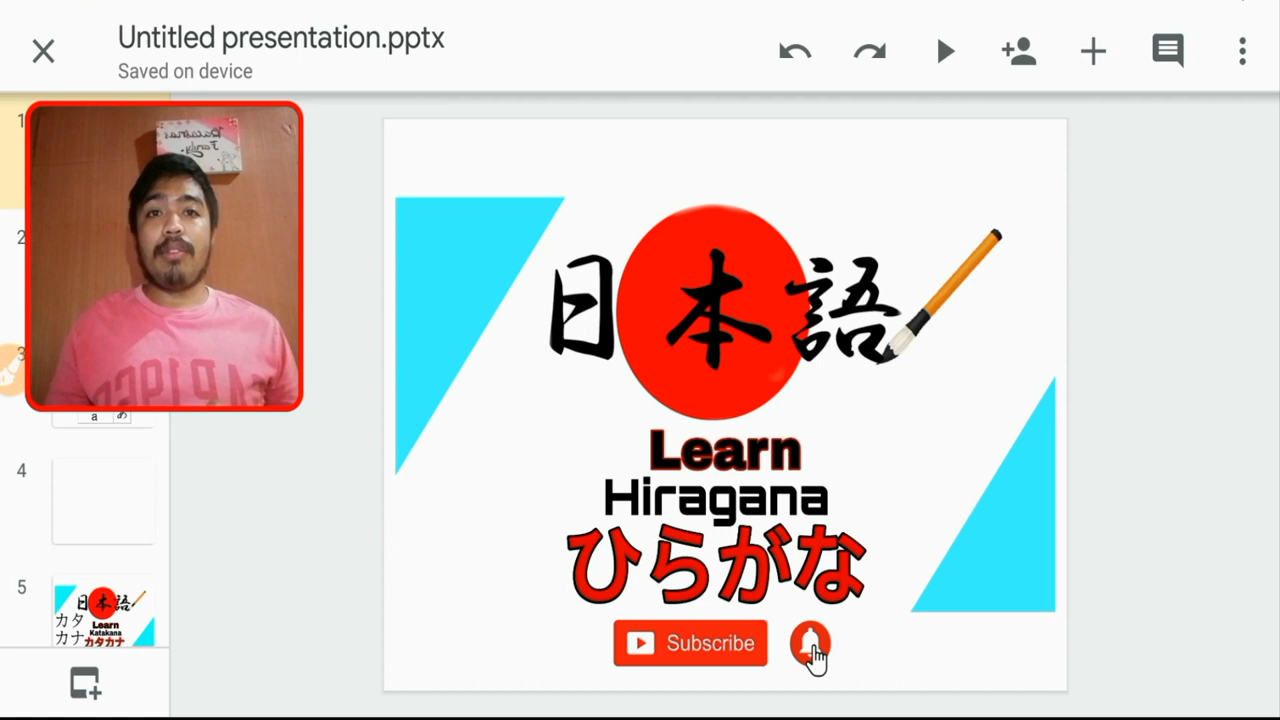 Untitled presentation.pptx
Saved on device
1
2
3
a あ
4
5
日本語
カタ
カナ
Learn
Katakana
カタカナ
日本語
Learn
Hiragana
ひらがな
Subscribe